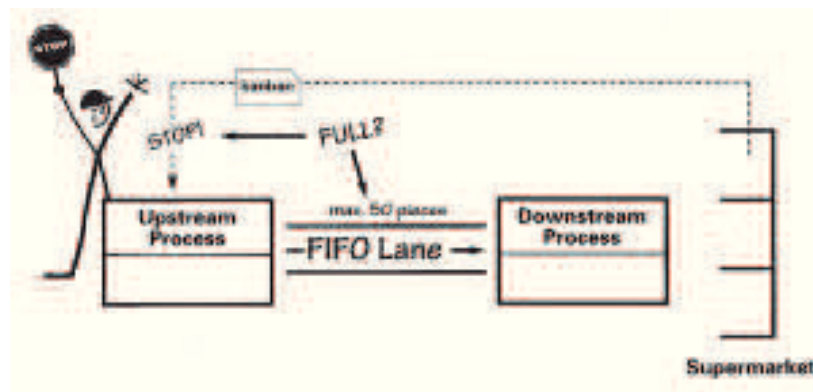 STOP
kanban
STOP!
FULL?
max. 50 pieces
Upstream
Process
FIFO Lane
Downstream
Process
Supermarket